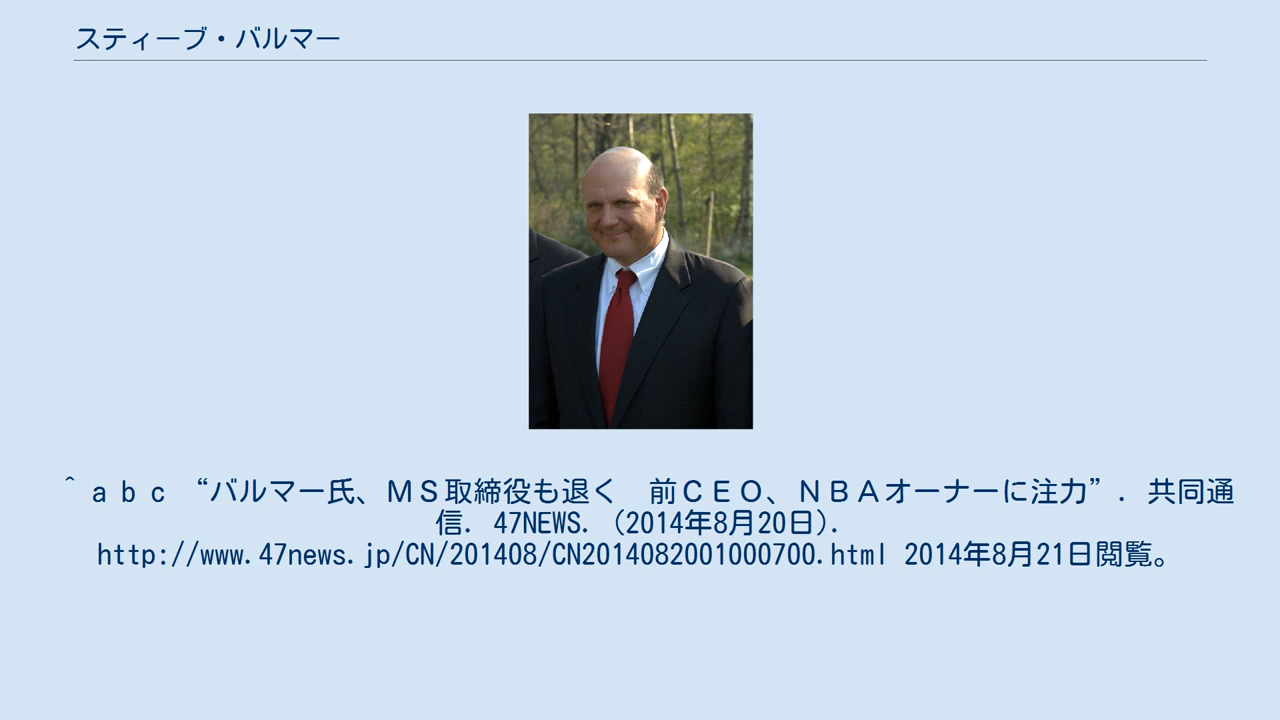 スティーブ・バルマー
^ a b c “バルマー氏、ＭＳ取締役も退く　前ＣＥＯ、ＮＢＡオーナーに注力”. 共同通
信. 47NEWS. (2014年8月20日).
http://www.47news.jp/CN/201408/CN2014082001000700.html 2014年8月21日閲覧。